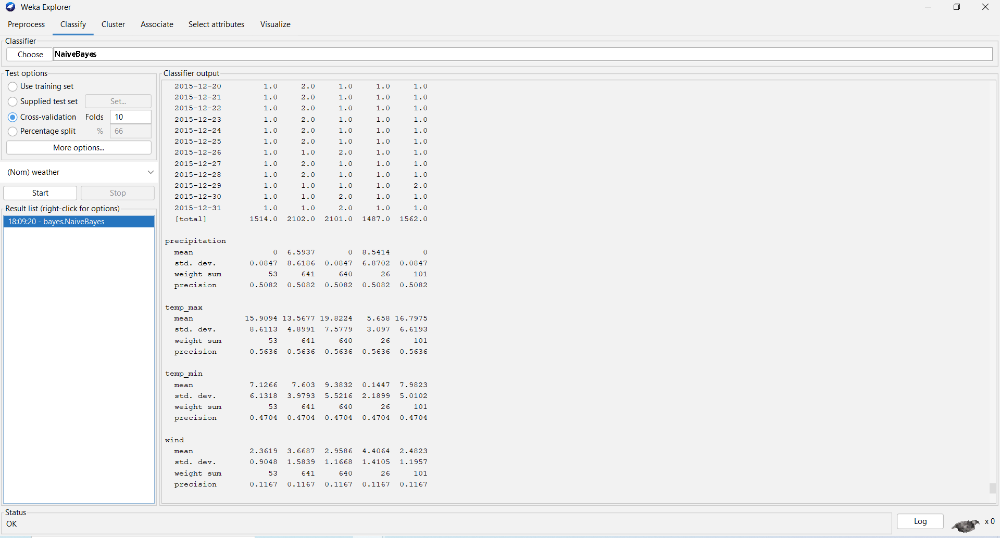 Weka Explorer
Preprocess Classify Cluster Associate Select attributes Visualize
Classifier
Choose NaiveBayes
Test options
Use training set
Supplied test set Set...
Cross-validation Folds 10
Percentage split % 66
More options...
(Nom) weather
Start Stop
Result list (right-click for options)
18:09:20 - bayes.NaiveBayes
Classifier output
2015-12-20 1.0 2.0 1.0 1.0 1.0
2015-12-21 1.0 2.0 1.0 1.0 1.0
2015-12-22 1.0 2.0 1.0 1.0 1.0
2015-12-23 1.0 2.0 1.0 1.0 1.0
2015-12-24 1.0 2.0 1.0 1.0 1.0
2015-12-25 1.0 2.0 1.0 1.0 1.0
2015-12-26 1.0 1.0 2.0 1.0 1.0
2015-12-27 1.0 2.0 1.0 1.0 1.0
2015-12-28 1.0 2.0 1.0 1.0 1.0
2015-12-29 1.0 1.0 1.0 1.0 2.0
2015-12-30 1.0 1.0 2.0 1.0 1.0
2015-12-31 1.0 1.0 2.0 1.0 1.0
[total] 1514.0 2102.0 2101.0 1487.0 1562.0
precipitation
mean 0 6.5937 0 8.5414 0
std. dev. 0.0847 8.6186 0.0847 6.8702 0.0847
weight sum 53 641 640 26 101
precision 0.5082 0.5082 0.5082 0.5082 0.5082
temp_max
mean 15.9094 13.5677 19.8224 5.658 16.7975
std. dev. 8.6113 4.8991 7.5779 3.097 6.6193
weight sum 53 641 640 26 101
precision 0.5636 0.5636 0.5636 0.5636 0.5636
temp_min
mean 7.1266 7.603 9.3832 0.1447 7.9823
std. dev. 6.1318 3.9793 5.5216 2.1899 5.0102
weight sum 53 641 640 26 101
precision 0.4704 0.4704 0.4704 0.4704 0.4704
wind
mean 2.3619 3.6687 2.9586 4.4064 2.4823
std. dev. 0.9048 1.5839 1.1668 1.4105 1.1957
weight sum 53 641 640 26 101
precision 0.1167 0.1167 0.1167 0.1167 0.1167
Status
OK
Log x 0